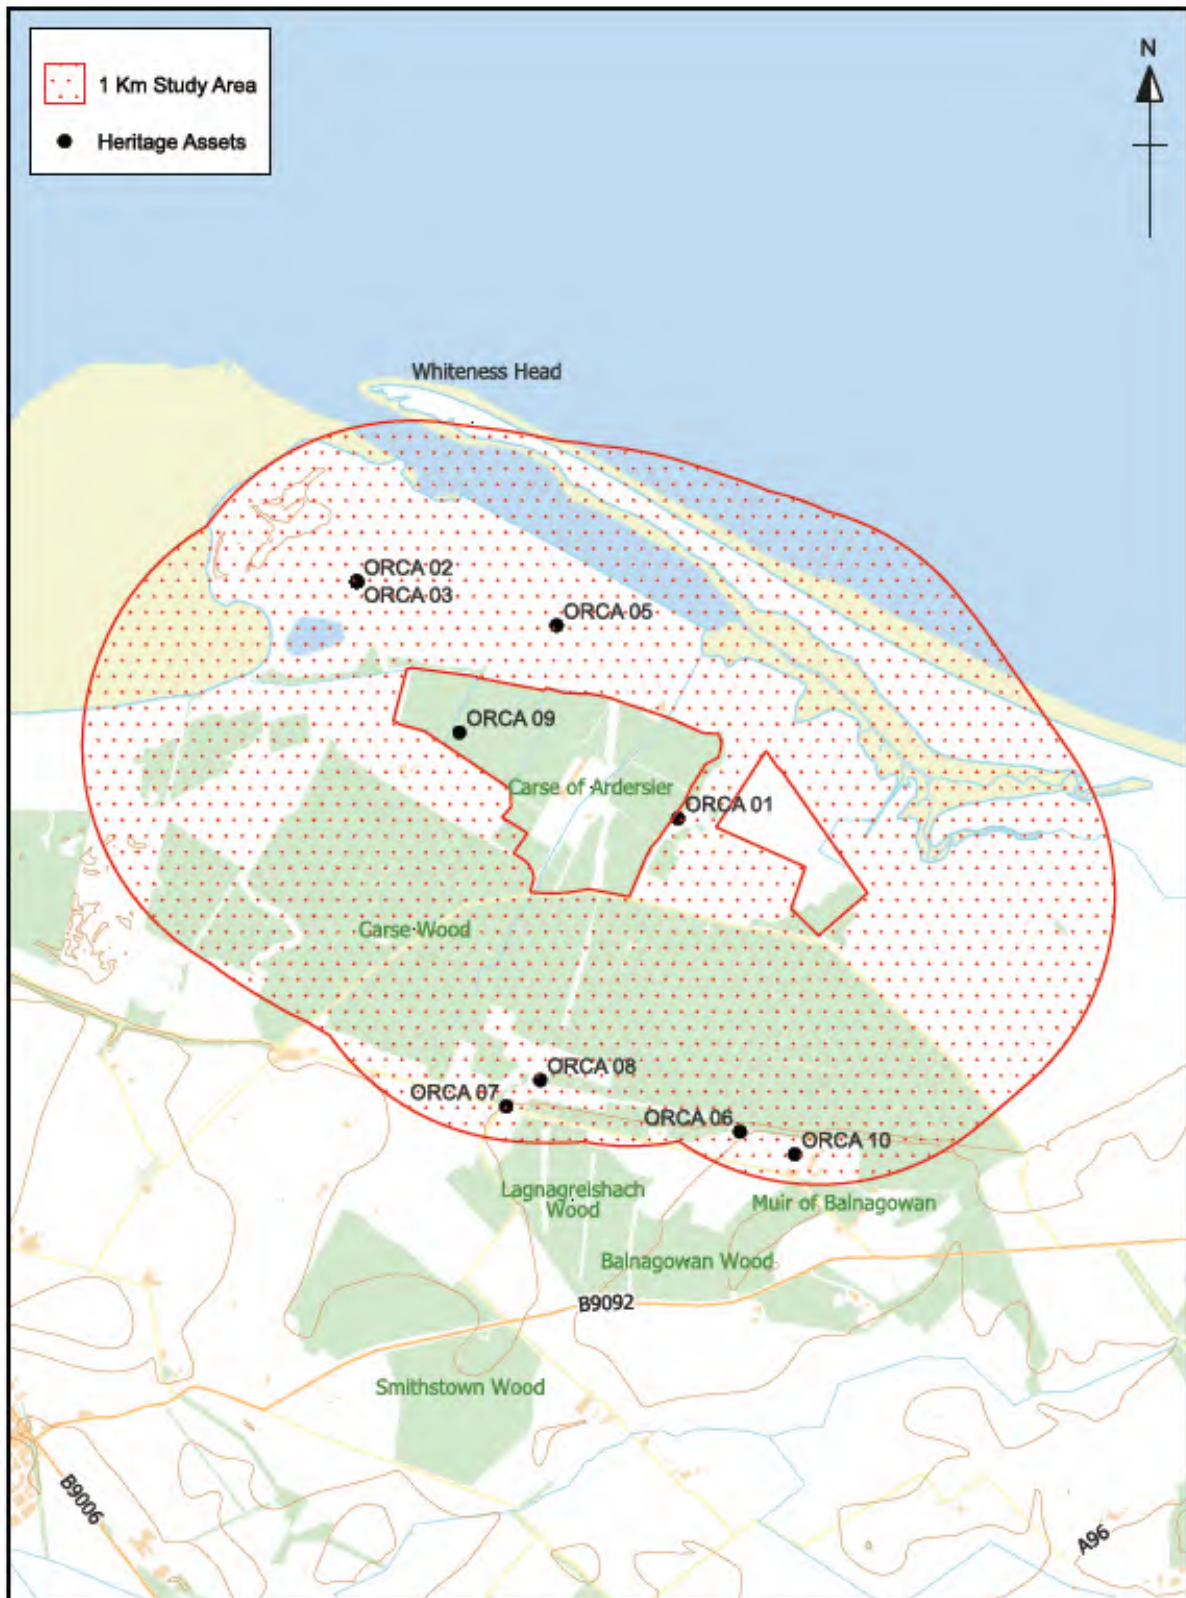 1 Km Study Area
Heritage Assets
N
Whiteness Head
ORCA 02
ORCA 03
ORCA 05
ORCA 09
Carse of Ardersier
ORCA 01
Carse Wood
ORCA 08
ORCA 07
ORCA 06
ORCA 10
Lagnagreishach
Wood
Muir of Balnagowan
Balnagowan Wood
B9092
Smithstown Wood
B9006
A96